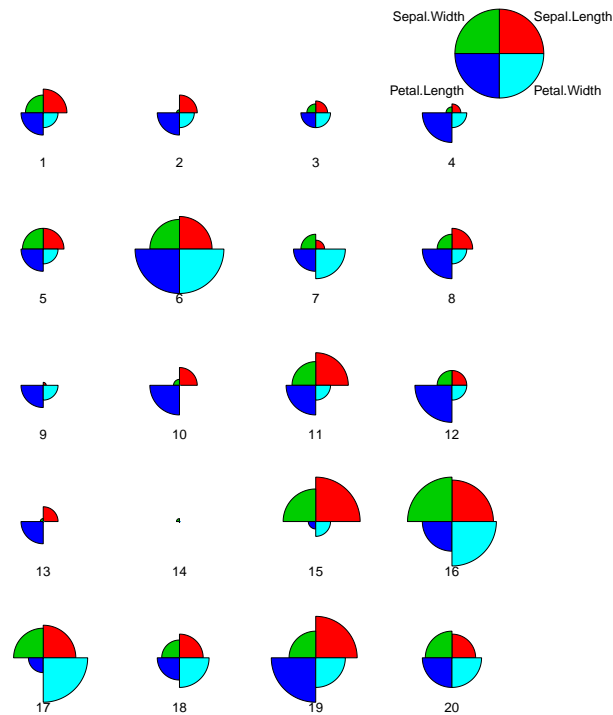 Sepal.Width Sepal.Length
Petal.Length Petal.Width
1 2 3 4
5 6 7 8
9 10 11 12
13 14 15 16
17 18 19 20